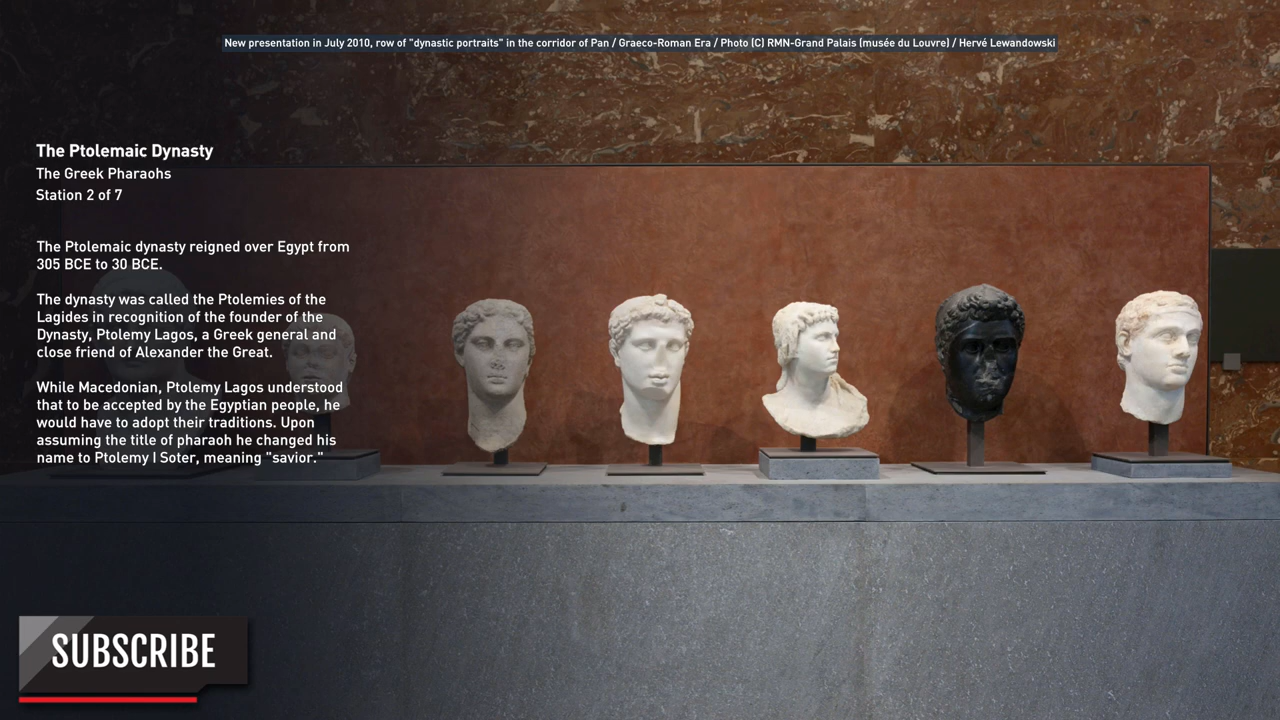 New presentation in July 2010, row of "dynastic portraits" in the corridor of Pan / Graeco-Roman Era / Photo (C) RMN-Grand Palais (musée du Louvre) / Hervé Lewandowski
The Ptolemaic Dynasty
The Greek Pharaohs
Station 2 of 7
The Ptolemaic dynasty reigned over Egypt from
305 BCE to 30 BCE.
The dynasty was called the Ptolemies of the
Lagides in recognition of the founder of the
Dynasty, Ptolemy Lagos, a Greek general and
close friend of Alexander the Great.
While Macedonian, Ptolemy Lagos understood
that to be accepted by the Egyptian people, he
would have to adopt their traditions. Upon
assuming the title of pharaoh he changed his
name to Ptolemy I Soter, meaning "savior."
SUBSCRIBE